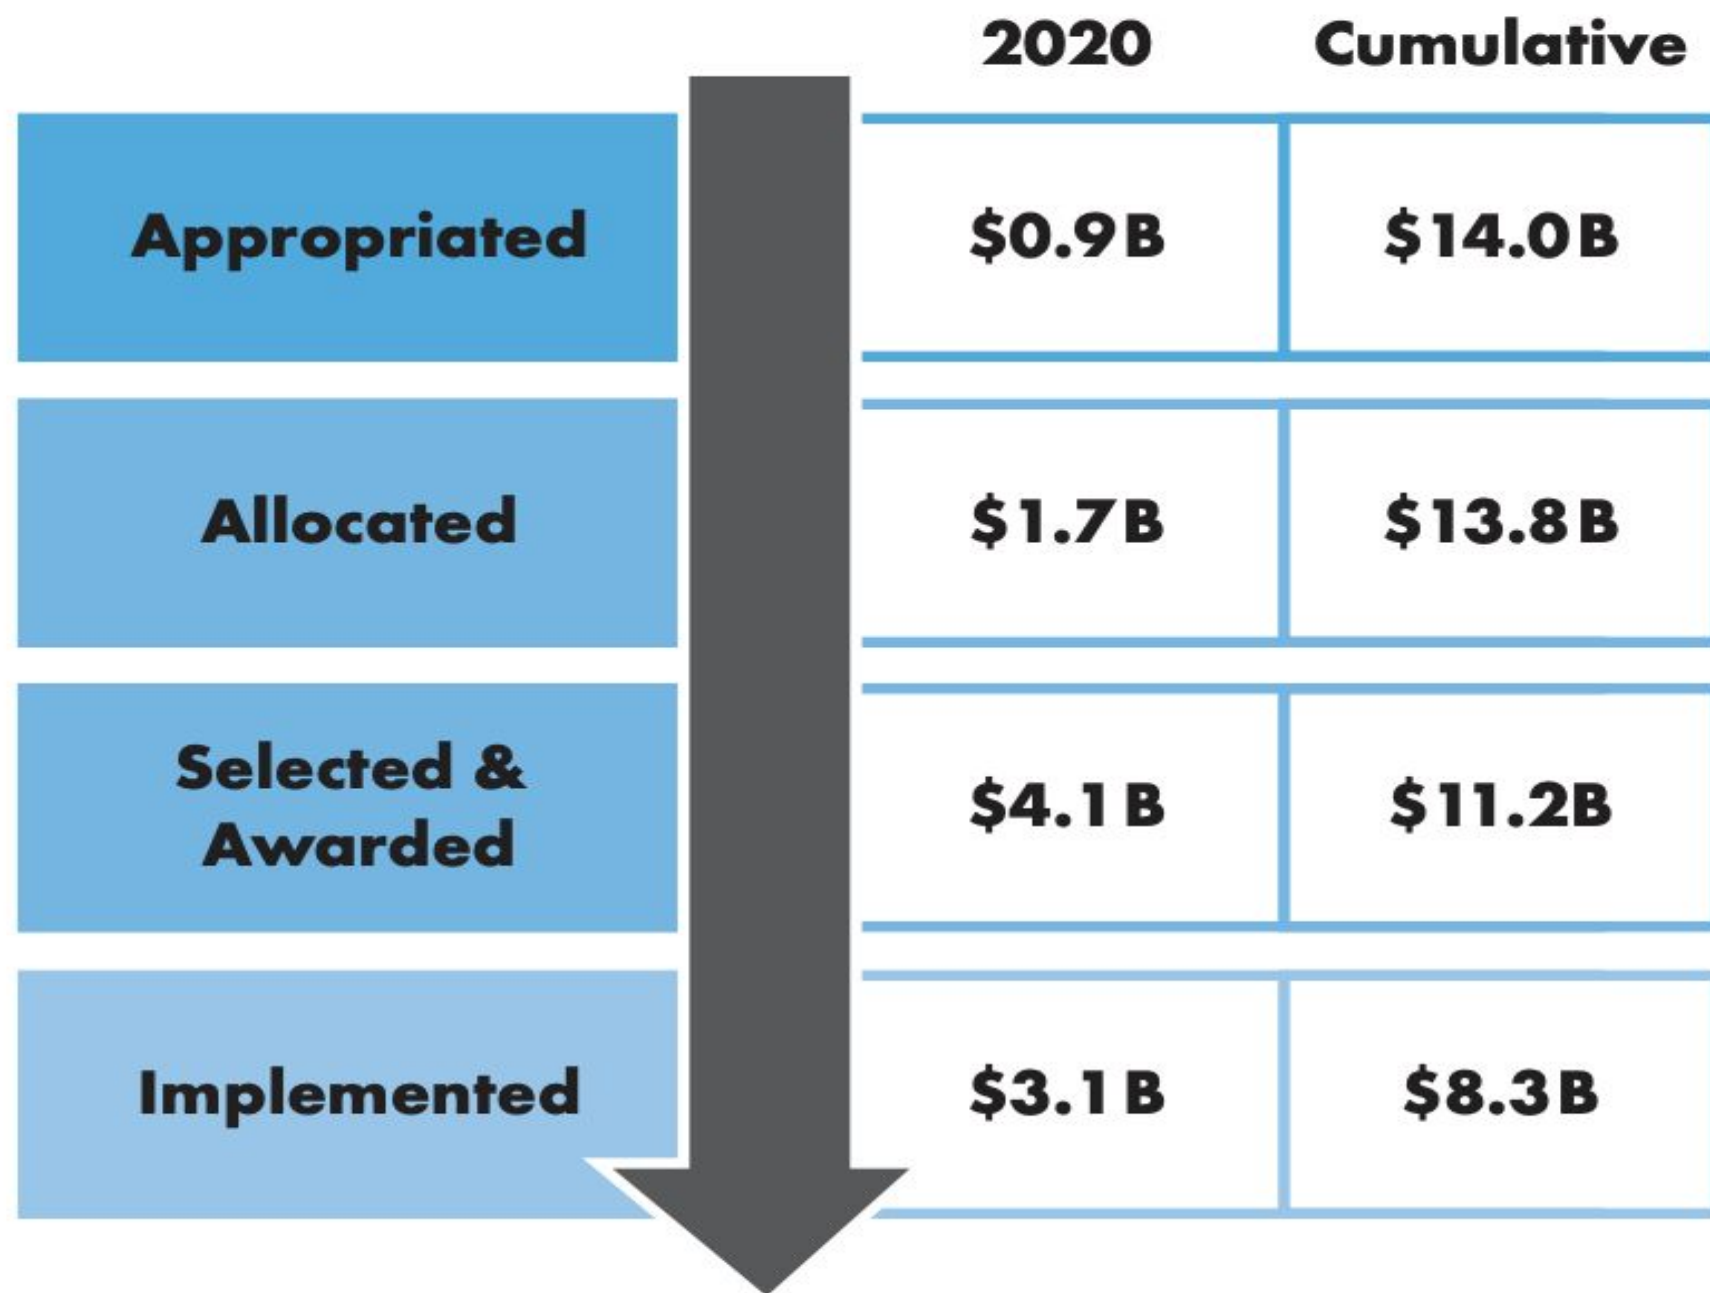 2020 Cumulative
Appropriated $0.9B $14.0B
Allocated $1.7B $13.8B
Selected &
Awarded $4.1B $11.2B
Implemented $3.1B $8.3B